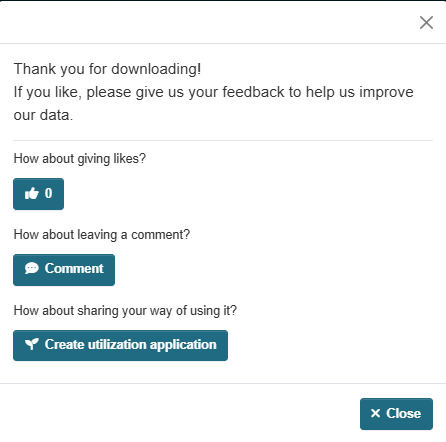 Thank you for downloading!
If you like, please give us your feedback to help us improve
our data.
How about giving likes?
0
How about leaving a comment?
Comment
How about sharing your way of using it?
Create utilization application
Close